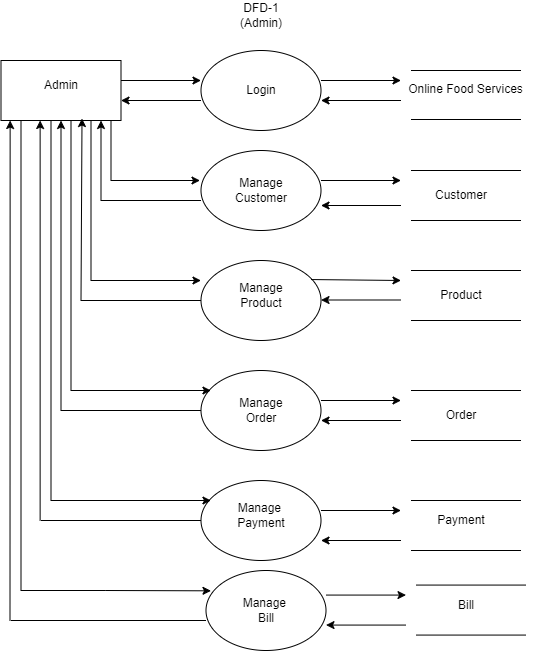 DFD-1
(Admin)
Admin
Login
Online Food Services
Manage
Customer
Customer
Manage
Product
Product
Manage
Order
Order
Manage
Payment
Payment
Manage
Bill
Bill